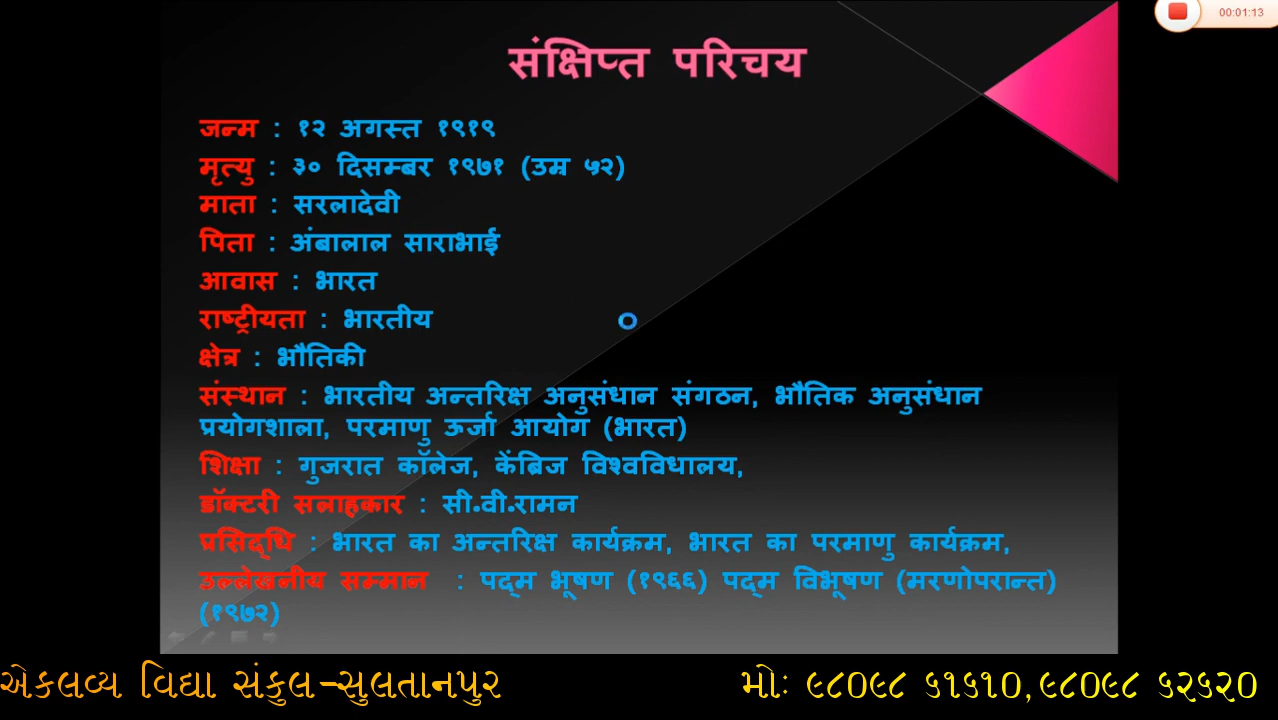 00:01:13
संक्षिप्त परिचय
जन्म : १२ अगस्त १९१९
मृत्यु : ३० दिसम्बर १९७१ (उम्र ५२)
माता : सरलादेवी
पिता : अंबालाल साराभाई
आवास : भारत
राष्ट्रीयता : भारतीय
क्षेत्र : भौतिकी
संस्थान : भारतीय अन्तरिक्ष अनुसंधान संगठन, भौतिक अनुसंधान
प्रयोगशाला, परमाणु ऊर्जा आयोग (भारत)
शिक्षा : गुजरात कॉलेज, केंब्रिज विश्वविधालय,
डॉक्टरी सलाहकार : सी.वी.रामन
प्रसिद्धि : भारत का अन्तरिक्ष कार्यक्रम, भारत का परमाणु कार्यक्रम,
उल्लेखनीय सम्मान : पद्म भूषण (१९६६) पद्म विभूषण (मरणोपरान्त)
(१९७२)
એકલવ્ય વિદ્યા સંકુલ-સુલતાનપુર મોઃ ૯૮૦૯૮ ૬૧૬૧૦,૯૮૦૯૮ ૬૨૬૨૦